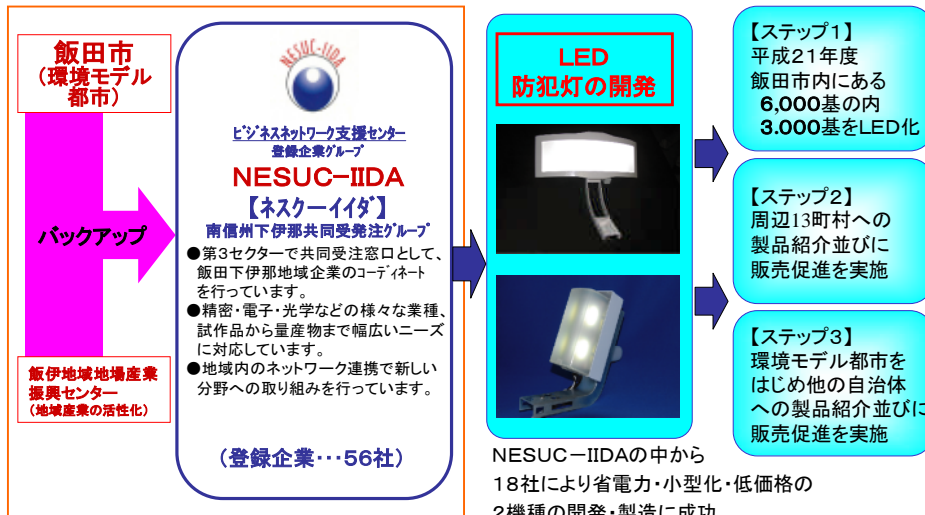 飯田市
（環境モデル
都市）
バックアップ
飯伊地域地場産業
振興センター
（地域産業の活性化）
NESUC-IIDA
ﾋﾞｼﾞﾈｽﾈｯﾄﾜｰｸ支援ｾﾝﾀｰ
登録企業ｸﾞﾙｰﾌﾟ
NESUC－IIDA
【ネスクーイイダ】
南信州下伊那共同受発注ｸﾞﾙｰﾌﾟ
●第3セクターで共同受注窓口として、
飯田下伊那地域企業のｺｰﾃﾞｨﾈｰﾄ
を行っています。
●精密・電子・光学などの様々な業種、
試作品から量産物まで幅広いニーズ
に対応しています。
●地域内のネットワーク連携で新しい
分野への取り組みを行っています。
（登録企業･･･56社）
LED
防犯灯の開発
NESUC－IIDAの中から
18社により省電力・小型化・低価格の
2機種の開発・製造に成功
【ステップ1】
平成21年度
飯田市内にある
6,000基の内
3.000基をLED化
【ステップ2】
周辺13町村への
製品紹介並びに
販売促進を実施
【ステップ3】
環境モデル都市を
はじめ他の自治体
への製品紹介並びに
販売促進を実施